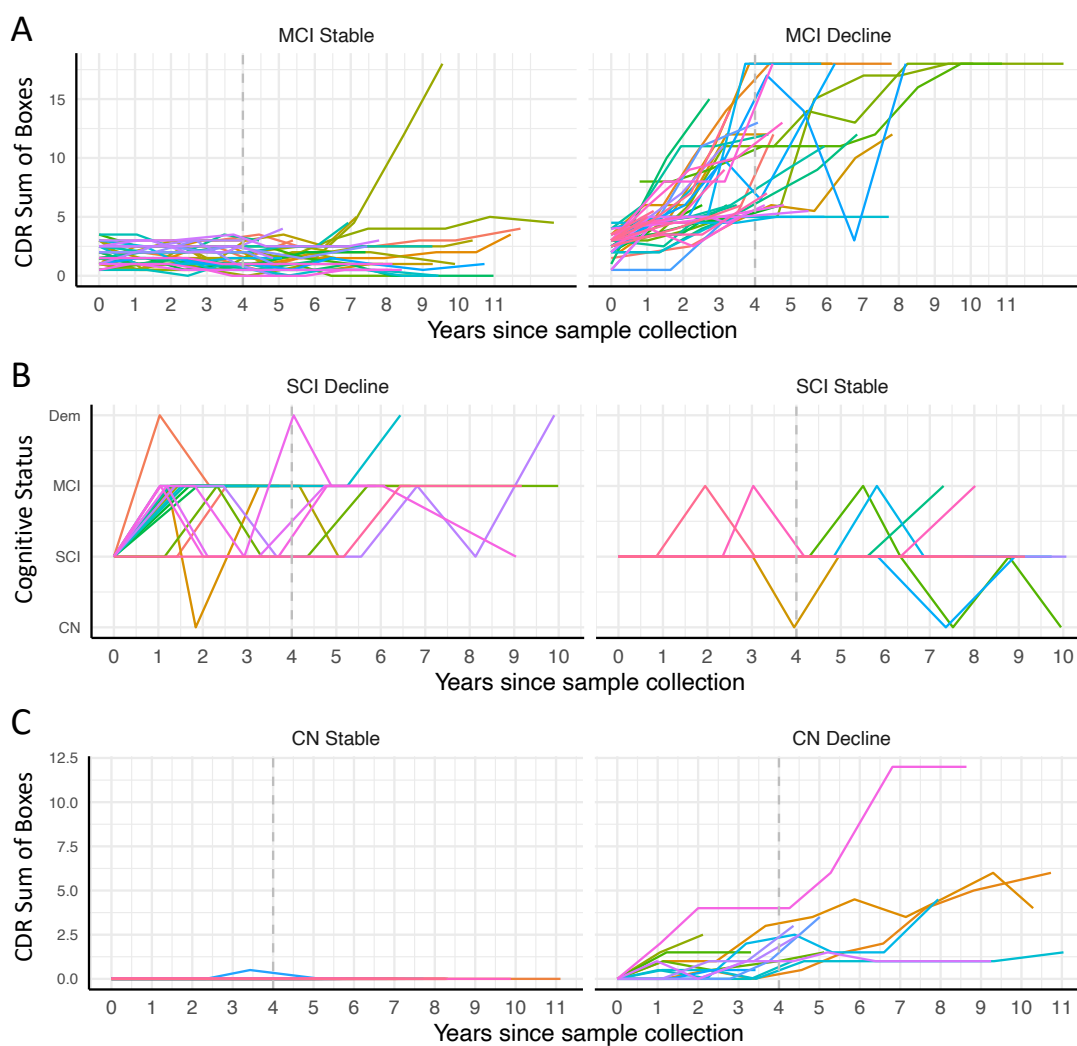 A
MCI Stable
MCI Decline
CDR Sum of Boxes
15
10
5
0
0 1 2 3 4 5 6 7 8 9 10 11
0 1 2 3 4 5 6 7 8 9 10 11
Years since sample collection
B
SCI Decline
SCI Stable
Cognitive Status
Dem
MCI
SCI
CN
0 1 2 3 4 5 6 7 8 9 10
0 1 2 3 4 5 6 7 8 9 10
Years since sample collection
C
CN Stable
CN Decline
CDR Sum of Boxes
12.5
10.0
7.5
5.0
2.5
0.0
0 1 2 3 4 5 6 7 8 9 10 11
0 1 2 3 4 5 6 7 8 9 10 11
Years since sample collection